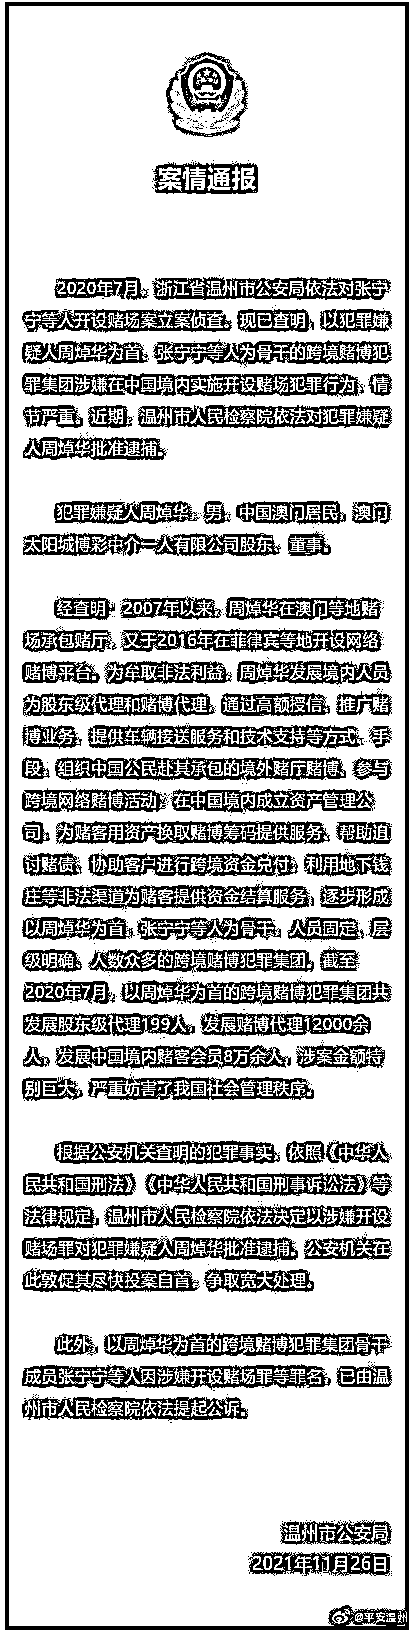 案情通报
2020年7月，浙江省温州市公安局依法对张宁
宁等人开设赌场案立案侦查。现已查明，以犯罪嫌
疑人周焯华为首、张宁宁等人为骨干的跨境赌博犯
罪集团涉嫌在中国境内实施开设赌场犯罪行为，情
节严重。近期，温州市人民检察院依法对犯罪嫌疑
人周焯华批准逮捕。
犯罪嫌疑人周焯华，男，中国澳门居民，澳门
太阳城博彩中介一人有限公司股东、董事。
经查明：2007年以来，周焯华在澳门等地赌
场承包赌厅，又于2016年在菲律宾等地开设网络
赌博平台。为牟取非法利益，周焯华发展境内人员
为股东级代理和赌博代理，通过高额授信、推广赌
博业务、提供车辆接送服务和技术支持等方式、手
段，组织中国公民赴其承包的境外赌厅赌博、参与
跨境网络赌博活动；在中国境内成立资产管理公
司，为赌客用资产换取赌博筹码提供服务、帮助追
讨赌债、协助客户进行跨境资金兑付；利用地下钱
庄等非法渠道为赌客提供资金结算服务，逐步形成
以周焯华为首，张宁宁等人为骨干，人员固定、层
级明确、人数众多的跨境赌博犯罪集团。截至
2020年7月，以周焯华为首的跨境赌博犯罪集团共
发展股东级代理199人，发展赌博代理12000余
人，发展中国境内赌客会员8万余人，涉案金额特
别巨大，严重妨害了我国社会管理秩序。
根据公安机关查明的犯罪事实，依照《中华人
民共和国刑法》《中华人民共和国刑事诉讼法》等
法律规定，温州市人民检察院依法决定以涉嫌开设
赌场罪对犯罪嫌疑人周焯华批准逮捕。公安机关在
此敦促其尽快投案自首，争取宽大处理。
此外，以周焯华为首的跨境赌博犯罪集团骨干
成员张宁宁等人因涉嫌开设赌场罪等罪名，已由温
州市人民检察院依法提起公诉。
温州市公安局
2021年11月26日
@平安温州